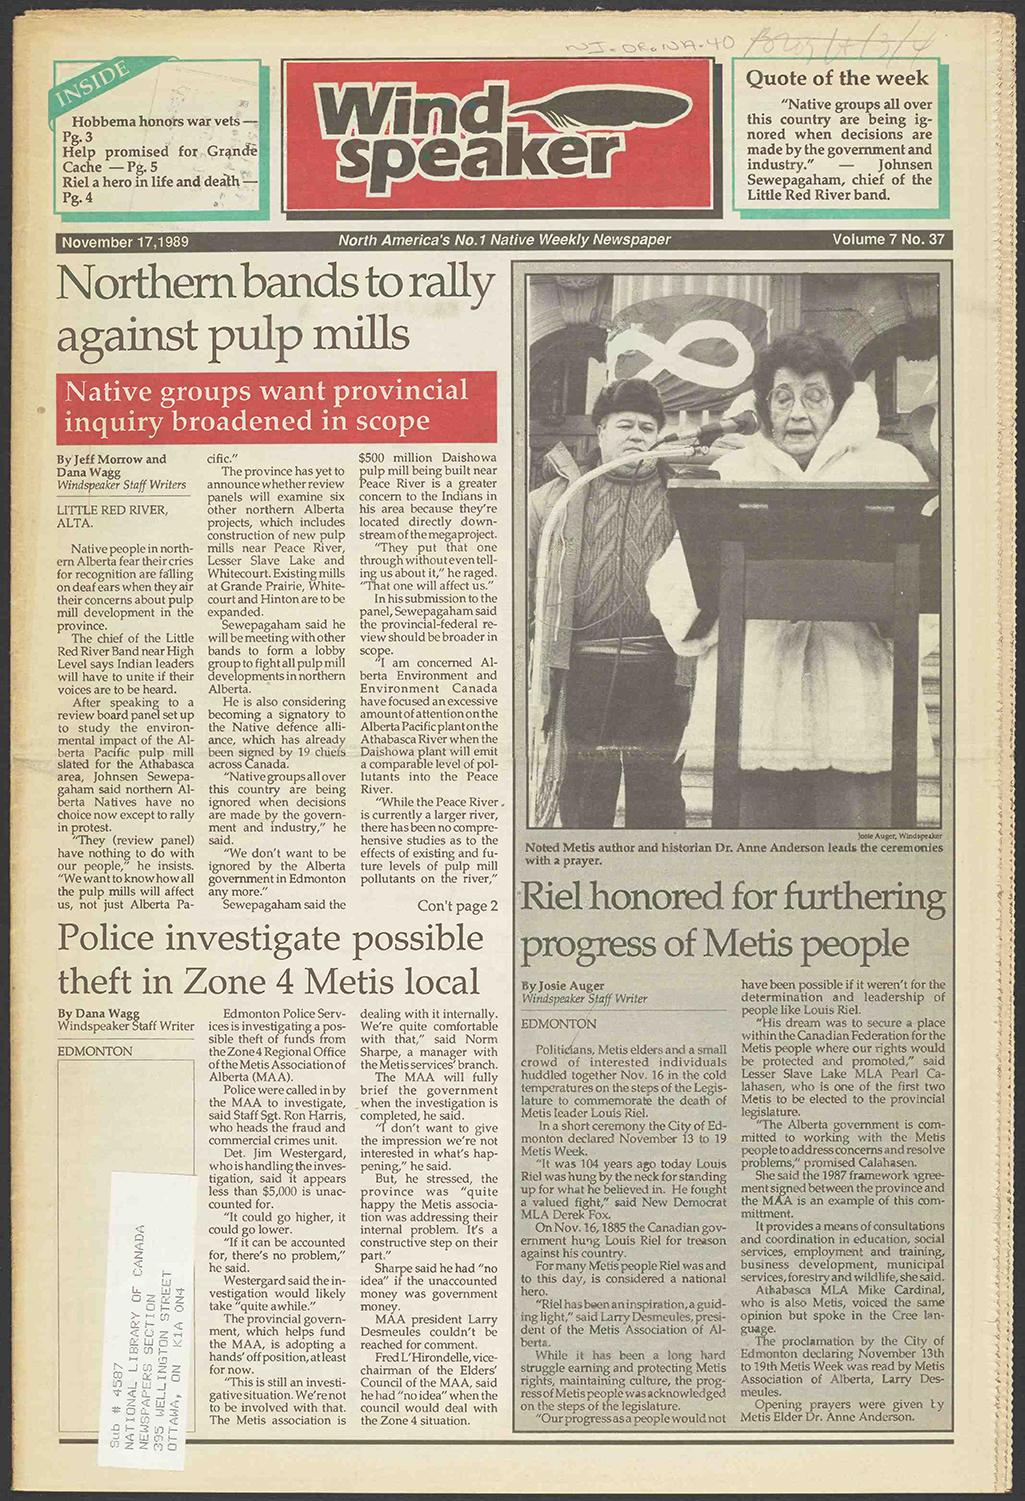 NJ.OR.NA.40
INSIDE
Hobbema honors war vets —
Pg. 3
Help promised for Grande
Cache — Pg. 5
Riel a hero in life and death —
Pg. 4
Wind
speaker
Quote of the week
"Native groups all over
this country are being ig-
nored when decisions are
made by the government and
industry." — Johnsen
Sewepagaham, chief of the
Little Red River band.
November 17,1989
North America's No.1 Native Weekly Newspaper
Volume 7 No. 37
Northern bands to rally
against pulp mills
Native groups want provincial
inquiry broadened in scope
By Jeff Morrow and
Dana Wagg
Windspeaker Staff Writers
LITTLE RED RIVER,
ALTA.
Native people in north-
ern Alberta fear their cries
for recognition are falling
on deaf ears when they air
their concerns about pulp
mill development in the
province.
The chief of the Little
Red River Band near High
Level says Indian leaders
will have to unite if their
voices are to be heard.
After speaking to a
review board panel set up
to study the environ-
mental impact of the Al-
berta Pacific pulp mill
slated for the Athabasca
area, Johnsen Sewepa-
gaham said northern Al-
berta Natives have no
choice now except to rally
in protest.
"They (review panel)
have nothing to do with
our people," he insists.
"We want to know how all
the pulp mills will affect
us, not just Alberta Pa-
cific."
The province has yet to
announce whether review
panels will examine six
other northern Alberta
projects, which includes
construction of new pulp
mills near Peace River,
Lesser Slave Lake and
Whitecourt. Existing mills
at Grande Prairie, White-
court and Hinton are to be
expanded.
Sewepagaham said he
will be meeting with other
bands to form a lobby
group to fight all pulp mill
developments in northern
Alberta.
He is also considering
becoming a signatory to
the Native defence alli-
ance, which has already
been signed by 19 chiefs
across Canada.
"Native groups all over
this country are being
ignored when decisions
are made by the govern-
ment and industry," he
said.
"We don't want to be
ignored by the Alberta
government in Edmonton
any more."
Sewepagaham said the
$500 million Daishowa
pulp mill being built near
Peace River is a greater
concern to the Indians in
his area because they're
located directly down-
stream of the megaproject.
"They put that one
through without even tell-
ing us about it," he raged.
"That one will affect us."
In his submission to the
panel, Sewepagaham said
the provincial-federal re-
view should be broader in
scope.
"I am concerned Al-
berta Environment and
Environment Canada
have focused an excessive
amount of attention on the
Alberta Pacific plant on the
Athabasca River when the
Daishowa plant will emit
a comparable level of pol-
lutants into the Peace
River.
"While the Peace River
is currently a larger river,
there has been no compre-
hensive studies as to the
effects of existing and fu-
ture levels of pulp mill
pollutants on the river,"
Con't page 2
Josie Auger, Windspeaker
Noted Metis author and historian Dr. Anne Anderson leads the ceremonies
with a prayer.
Police investigate possible
theft in Zone 4 Metis local
By Dana Wagg
Windspeaker Staff Writer
EDMONTON
Edmonton Police Serv-
ices is investigating a pos-
sible theft of funds from
the Zone 4 Regional Office
of the Metis Association of
Alberta (MAA).
Police were called in by
the MAA to investigate,
said Staff Sgt. Ron Harris,
who heads the fraud and
commercial crimes unit.
Det. Jim Westergard,
who is handling the inves-
tigation, said it appears
less than $5,000 is unac-
counted for.
"It could go higher, it
could go lower.
"If it can be accounted
for, there's no problem,"
he said.
Westergard said the in-
vestigation would likely
take "quite awhile."
The provincial govern-
ment, which helps fund
the MAA, is adopting a
hands' off position, at least
for now.
"This is still an investi-
gative situation. We're not
to be involved with that.
The Metis association is
dealing with it internally.
We're quite comfortable
with that," said Norm
Sharpe, a manager with
the Metis services' branch.
The MAA will fully
brief the government
when the investigation is
completed, he said.
"I don't want to give
the impression we're not
interested in what's hap-
pening," he said.
But, he stressed, the
province was "quite
happy the Metis associa-
tion was addressing their
internal problem. It's a
constructive step on their
part."
Sharpe said he had "no
idea" if the unaccounted
money was government
money.
MAA president Larry
Desmeules couldn't be
reached for comment.
Fred L'Hirondelle, vice-
chairman of the Elders'
Council of the MAA, said
he had "no idea" when the
council would deal with
the Zone 4 situation.
Sub # 4587
NATIONAL LIBRARY OF CANADA
NEWSPAPERS SECTION
395 WELLINGTON STREET
OTTAWA, ON K1A 0N4
Riel honored for furthering
progress of Metis people
By Josie Auger
Windspeaker Staff Writer
EDMONTON
Politicians, Metis elders and a small
crowd of interested individuals
huddled together Nov. 16 in the cold
temperatures on the steps of the Legis-
lature to commemorate the death of
Metis leader Louis Riel.
In a short ceremony the City of Ed-
monton declared November 13 to 19
Metis Week.
"It was 104 years ago today Louis
Riel was hung by the neck for standing
up for what he believed in. He fought
a valued fight," said New Democrat
MLA Derek Fox.
On Nov. 16, 1885 the Canadian gov-
ernment hung Louis Riel for treason
against his country.
For many Metis people Riel was and
to this day, is considered a national
hero.
"Riel has been an inspiration, a guid-
ing light," said Larry Desmeules, presi-
dent of the Metis Association of Al-
berta.
While it has been a long hard
struggle earning and protecting Metis
rights, maintaining culture, the prog-
ress of Metis people was acknowledged
on the steps of the legislature.
"Our progress as a people would not
have been possible if it weren't for the
determination and leadership of
people like Louis Riel.
"His dream was to secure a place
within the Canadian Federation for the
Metis people where our rights would
be protected and promoted," said
Lesser Slave Lake MLA Pearl Ca-
lahasen, who is one of the first two
Metis to be elected to the provincial
legislature.
"The Alberta government is com-
mitted to working with the Metis
people to address concerns and resolve
problems," promised Calahasen.
She said the 1987 framework agree-
ment signed between the province and
the MAA is an example of this com-
mittment.
It provides a means of consultations
and coordination in education, social
services, employment and training,
business development, municipal
services, forestry and wildlife, she said.
Athabasca MLA Mike Cardinal,
who is also Metis, voiced the same
opinion but spoke in the Cree lan-
guage.
The proclamation by the City of
Edmonton declaring November 13th
to 19th Metis Week was read by Metis
Association of Alberta, Larry Des-
meules.
Opening prayers were given by
Metis Elder Dr. Anne Anderson.